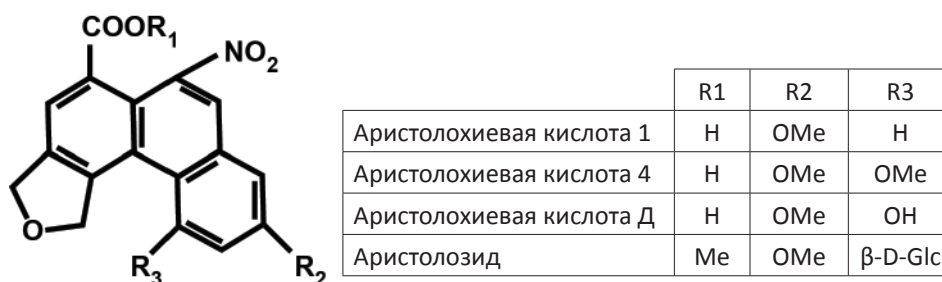 COOR1
NO2
O
R3
R2
R1 R2 R3
Аристолохиевая кислота 1 H OMe H
Аристолохиевая кислота 4 H OMe OMe
Аристолохиевая кислота Д H OMe OH
Аристолозид Me OMe β-D-Glc